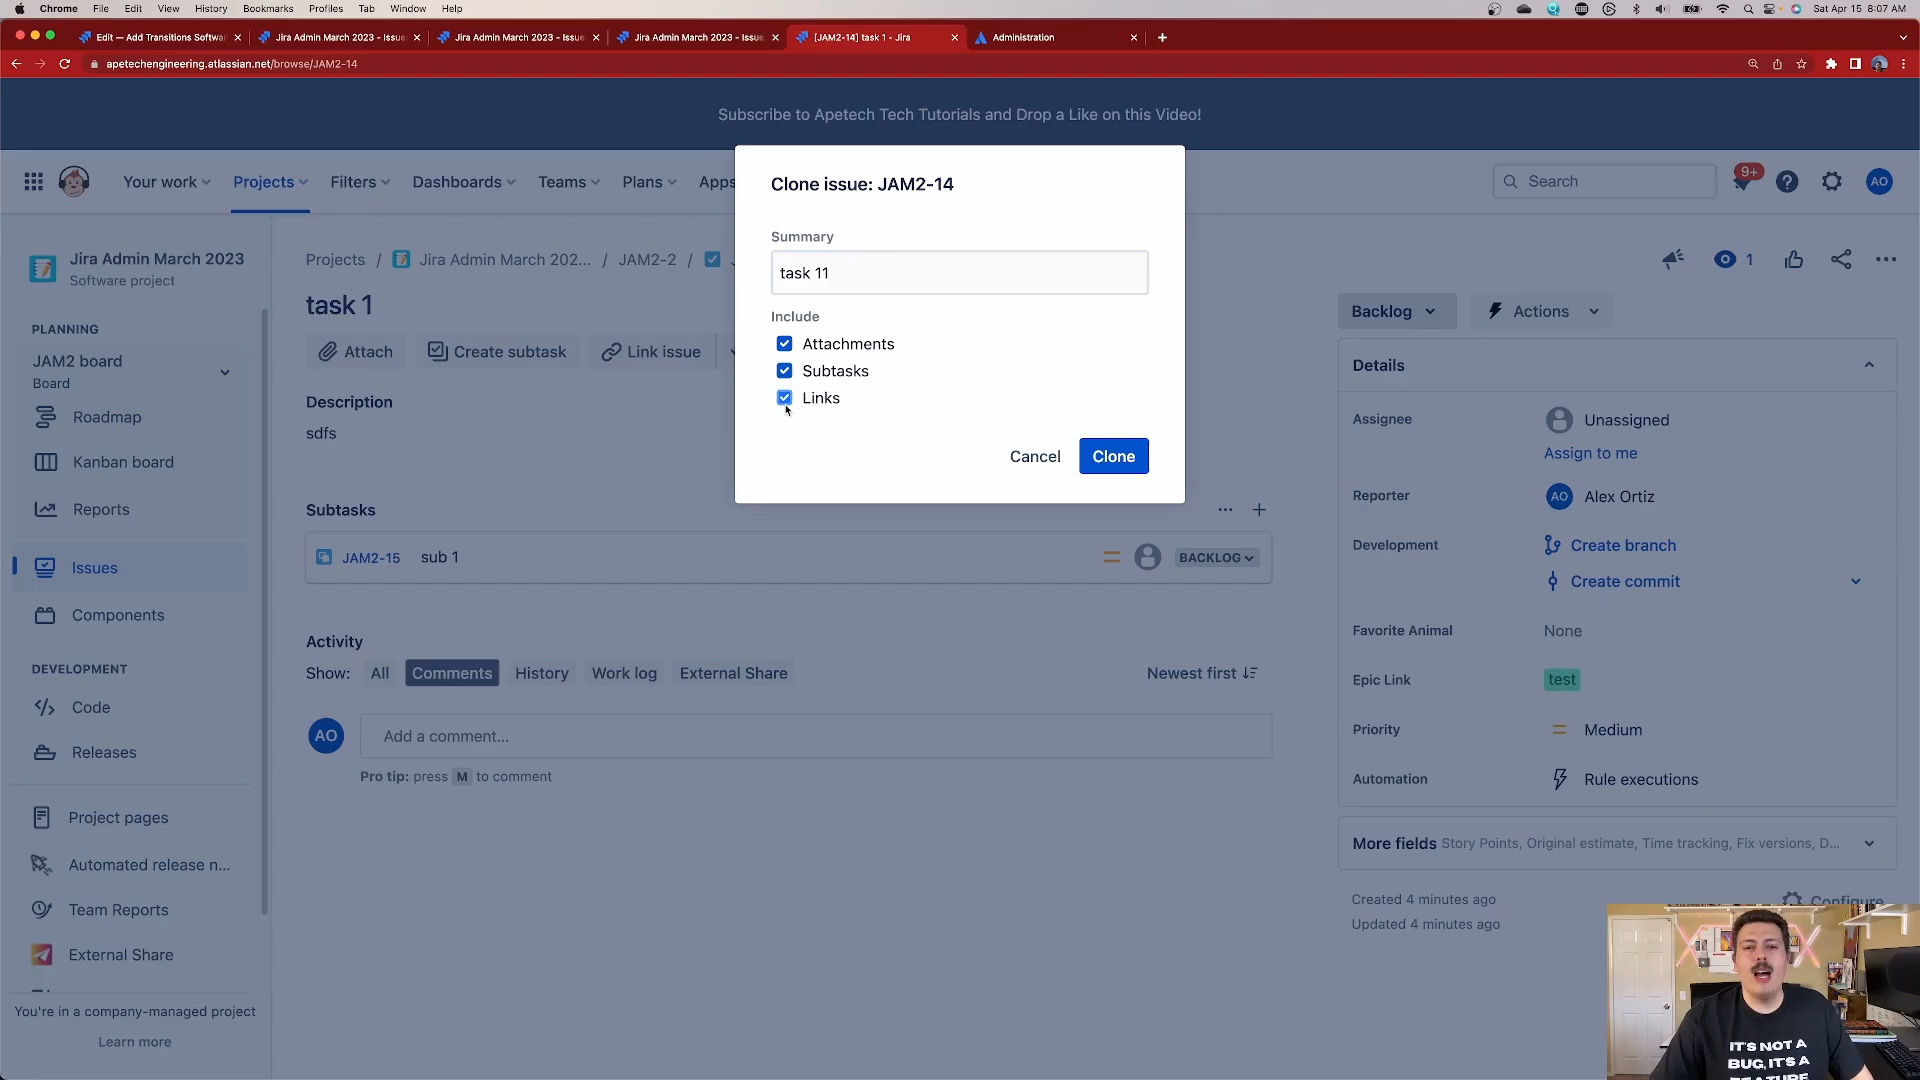 Chrome File Edit View History Bookmarks Profiles Tab Window Help
Sat Apr 15 8:07 AM
Edit — Add Transitions Softwar
Jira Admin March 2023 - Issue
Jira Admin March 2023 - Issue
Jira Admin March 2023 - Issue
[JAM2-14] task 1 - Jira
Administration
apetechengineering.atlassian.net/browse/JAM2-14
Subscribe to Apetech Tech Tutorials and Drop a Like on this Video!
Your work Projects Filters Dashboards Teams Plans Apps
Search
9+
AO
Jira Admin March 2023
Software project
PLANNING
JAM2 board
Board
Roadmap
Kanban board
Reports
Issues
Components
DEVELOPMENT
Code
Releases
Project pages
Automated release n...
Team Reports
External Share
You're in a company-managed project
Learn more
Projects / Jira Admin March 202... / JAM2-2 /
task 1
Attach Create subtask Link issue
Description
sdfs
Subtasks
JAM2-15 sub 1 BACKLOG
Activity
Show: All Comments History Work log External Share Newest first
AO Add a comment...
Pro tip: press M to comment
Clone issue: JAM2-14
Summary
task 11
Include
Attachments
Subtasks
Links
Cancel Clone
1
Backlog Actions
Details
Assignee Unassigned
Assign to me
Reporter AO Alex Ortiz
Development Create branch
Create commit
Favorite Animal None
Epic Link test
Priority Medium
Automation Rule executions
More fields Story Points, Original estimate, Time tracking, Fix versions, D...
Created 4 minutes ago Configure
Updated 4 minutes ago
IT'S NOT A
BUG, IT'S A
FEATURE